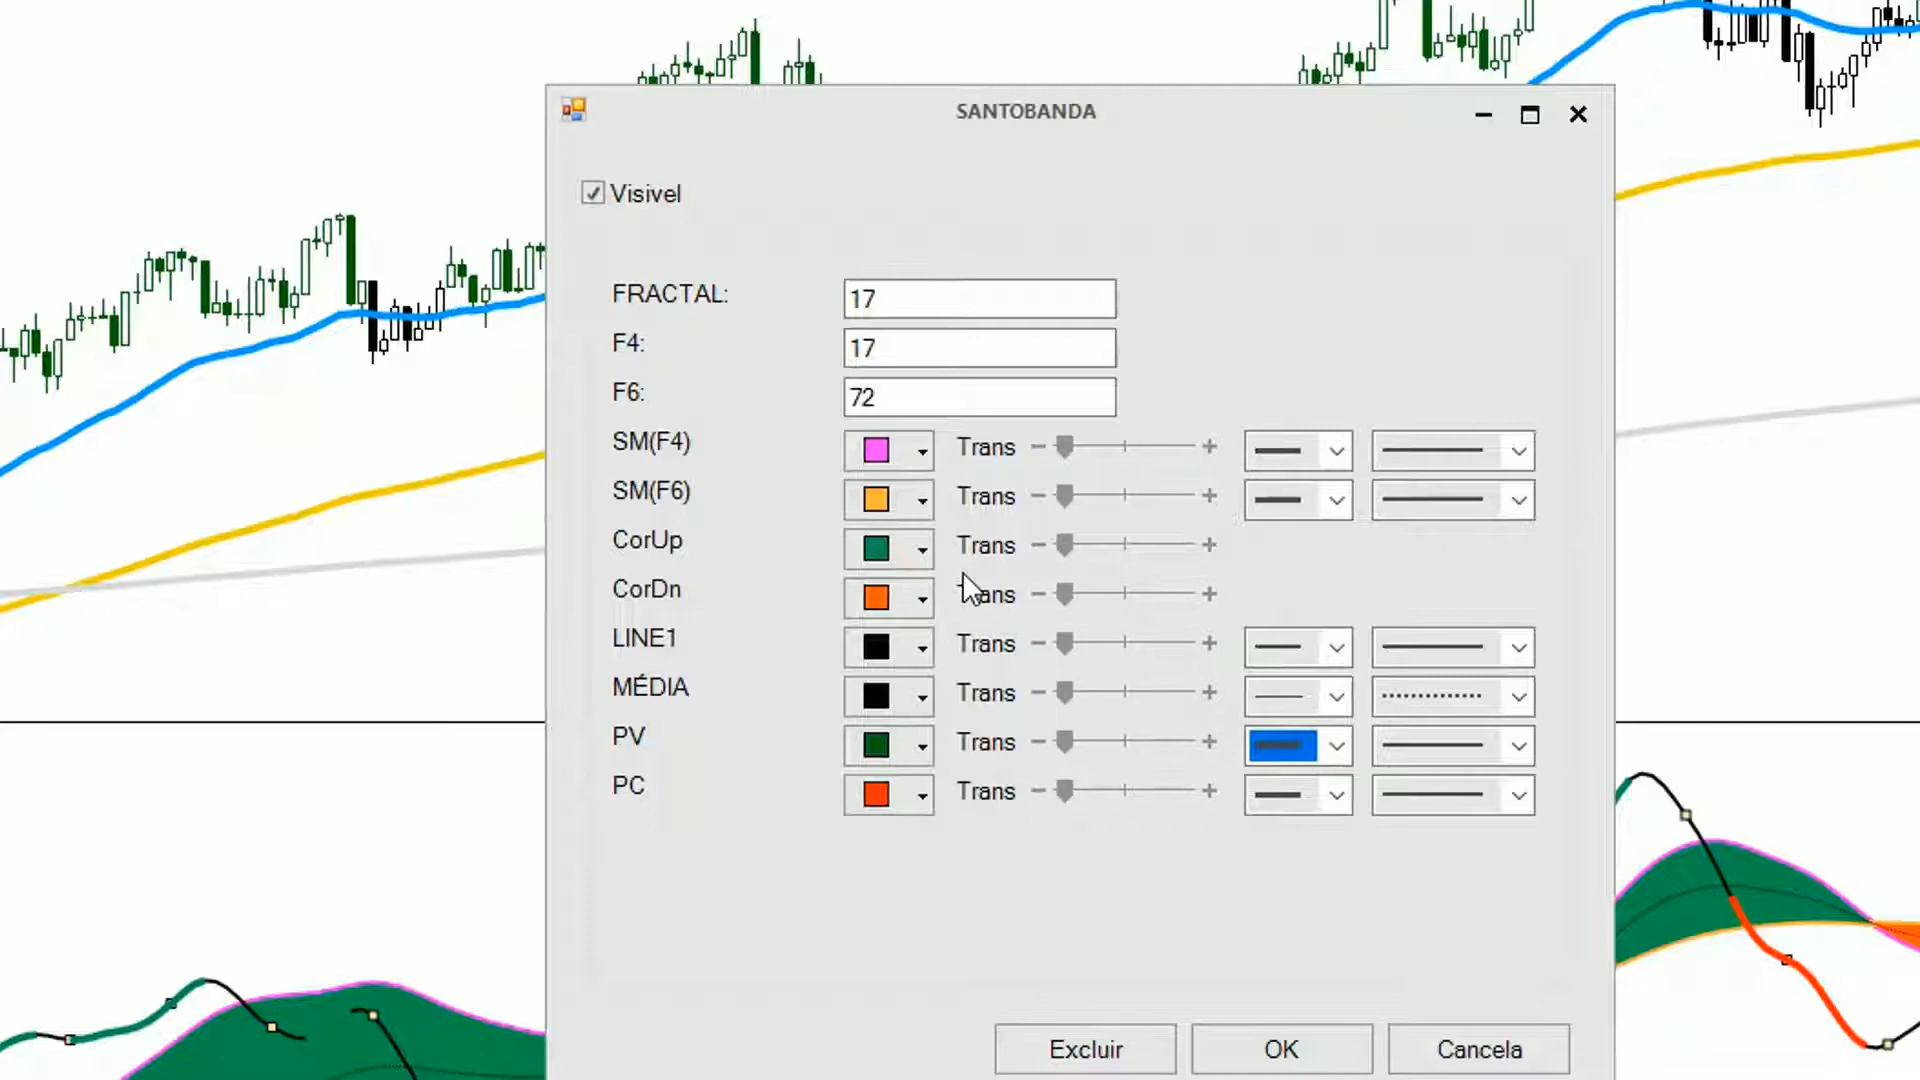 SANTOBANDA
Visivel
FRACTAL: 17
F4: 17
F6: 72
SM(F4) Trans
SM(F6) Trans
CorUp Trans
CorDn Trans
LINE1 Trans
MÉDIA Trans
PV Trans
PC Trans
Excluir OK Cancela